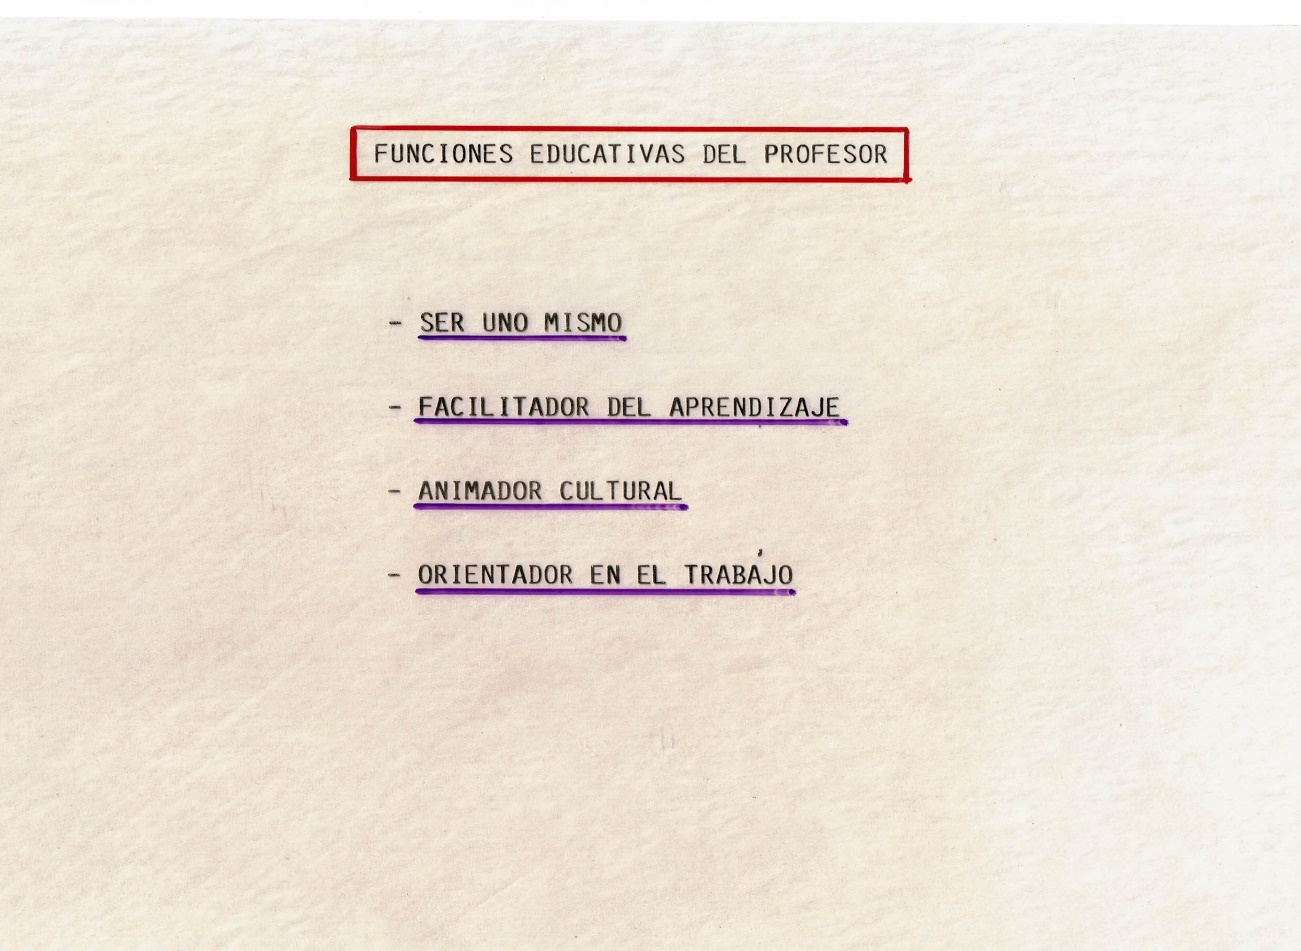 FUNCIONES EDUCATIVAS DEL PROFESOR
- SER UNO MISMO
- FACILITADOR DEL APRENDIZAJE
- ANIMADOR CULTURAL
- ORIENTADOR EN EL TRABAJO